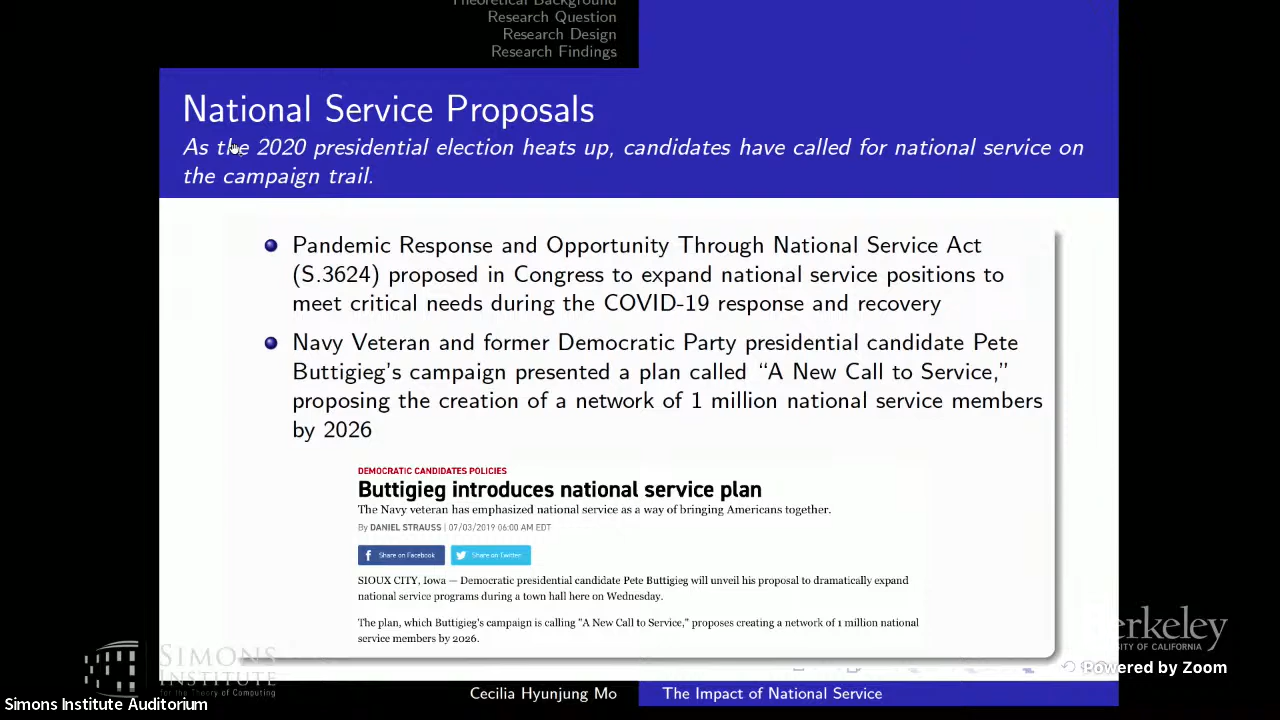 Theoretical Background
Research Question
Research Design
Research Findings
National Service Proposals
As the 2020 presidential election heats up, candidates have called for national service on
the campaign trail.
Pandemic Response and Opportunity Through National Service Act
(S.3624) proposed in Congress to expand national service positions to
meet critical needs during the COVID-19 response and recovery
Navy Veteran and former Democratic Party presidential candidate Pete
Buttigieg's campaign presented a plan called “A New Call to Service,”
proposing the creation of a network of 1 million national service members
by 2026
DEMOCRATIC CANDIDATES POLICIES
Buttigieg introduces national service plan
The Navy veteran has emphasized national service as a way of bringing Americans together.
By DANIEL STRAUSS | 07/03/2019 06:00 AM EDT
Share on Facebook Share on Twitter
SIOUX CITY, Iowa — Democratic presidential candidate Pete Buttigieg will unveil his proposal to dramatically expand
national service programs during a town hall here on Wednesday.
The plan, which Buttigieg's campaign is calling "A New Call to Service," proposes creating a network of 1 million national
service members by 2026.
SIMONS
INSTITUTE
for the Theory of Computing
erkeley
SITY OF CALIFORNIA
Powered by Zoom
Cecilia Hyunjung Mo The Impact of National Service
Simons Institute Auditorium